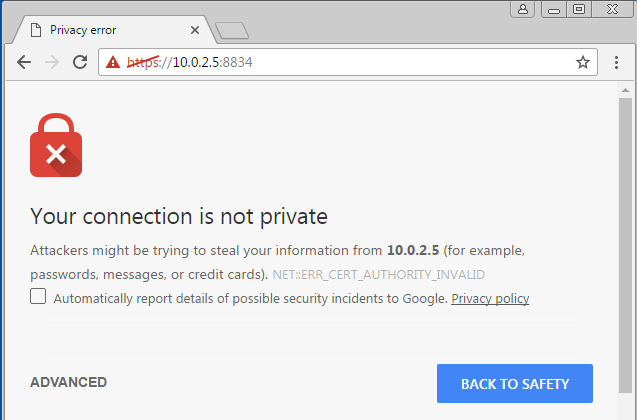 Privacy error
https://10.0.2.5:8834
Your connection is not private
Attackers might be trying to steal your information from 10.0.2.5 (for example,
passwords, messages, or credit cards). NET::ERR_CERT_AUTHORITY_INVALID
Automatically report details of possible security incidents to Google. Privacy policy
ADVANCED
BACK TO SAFETY